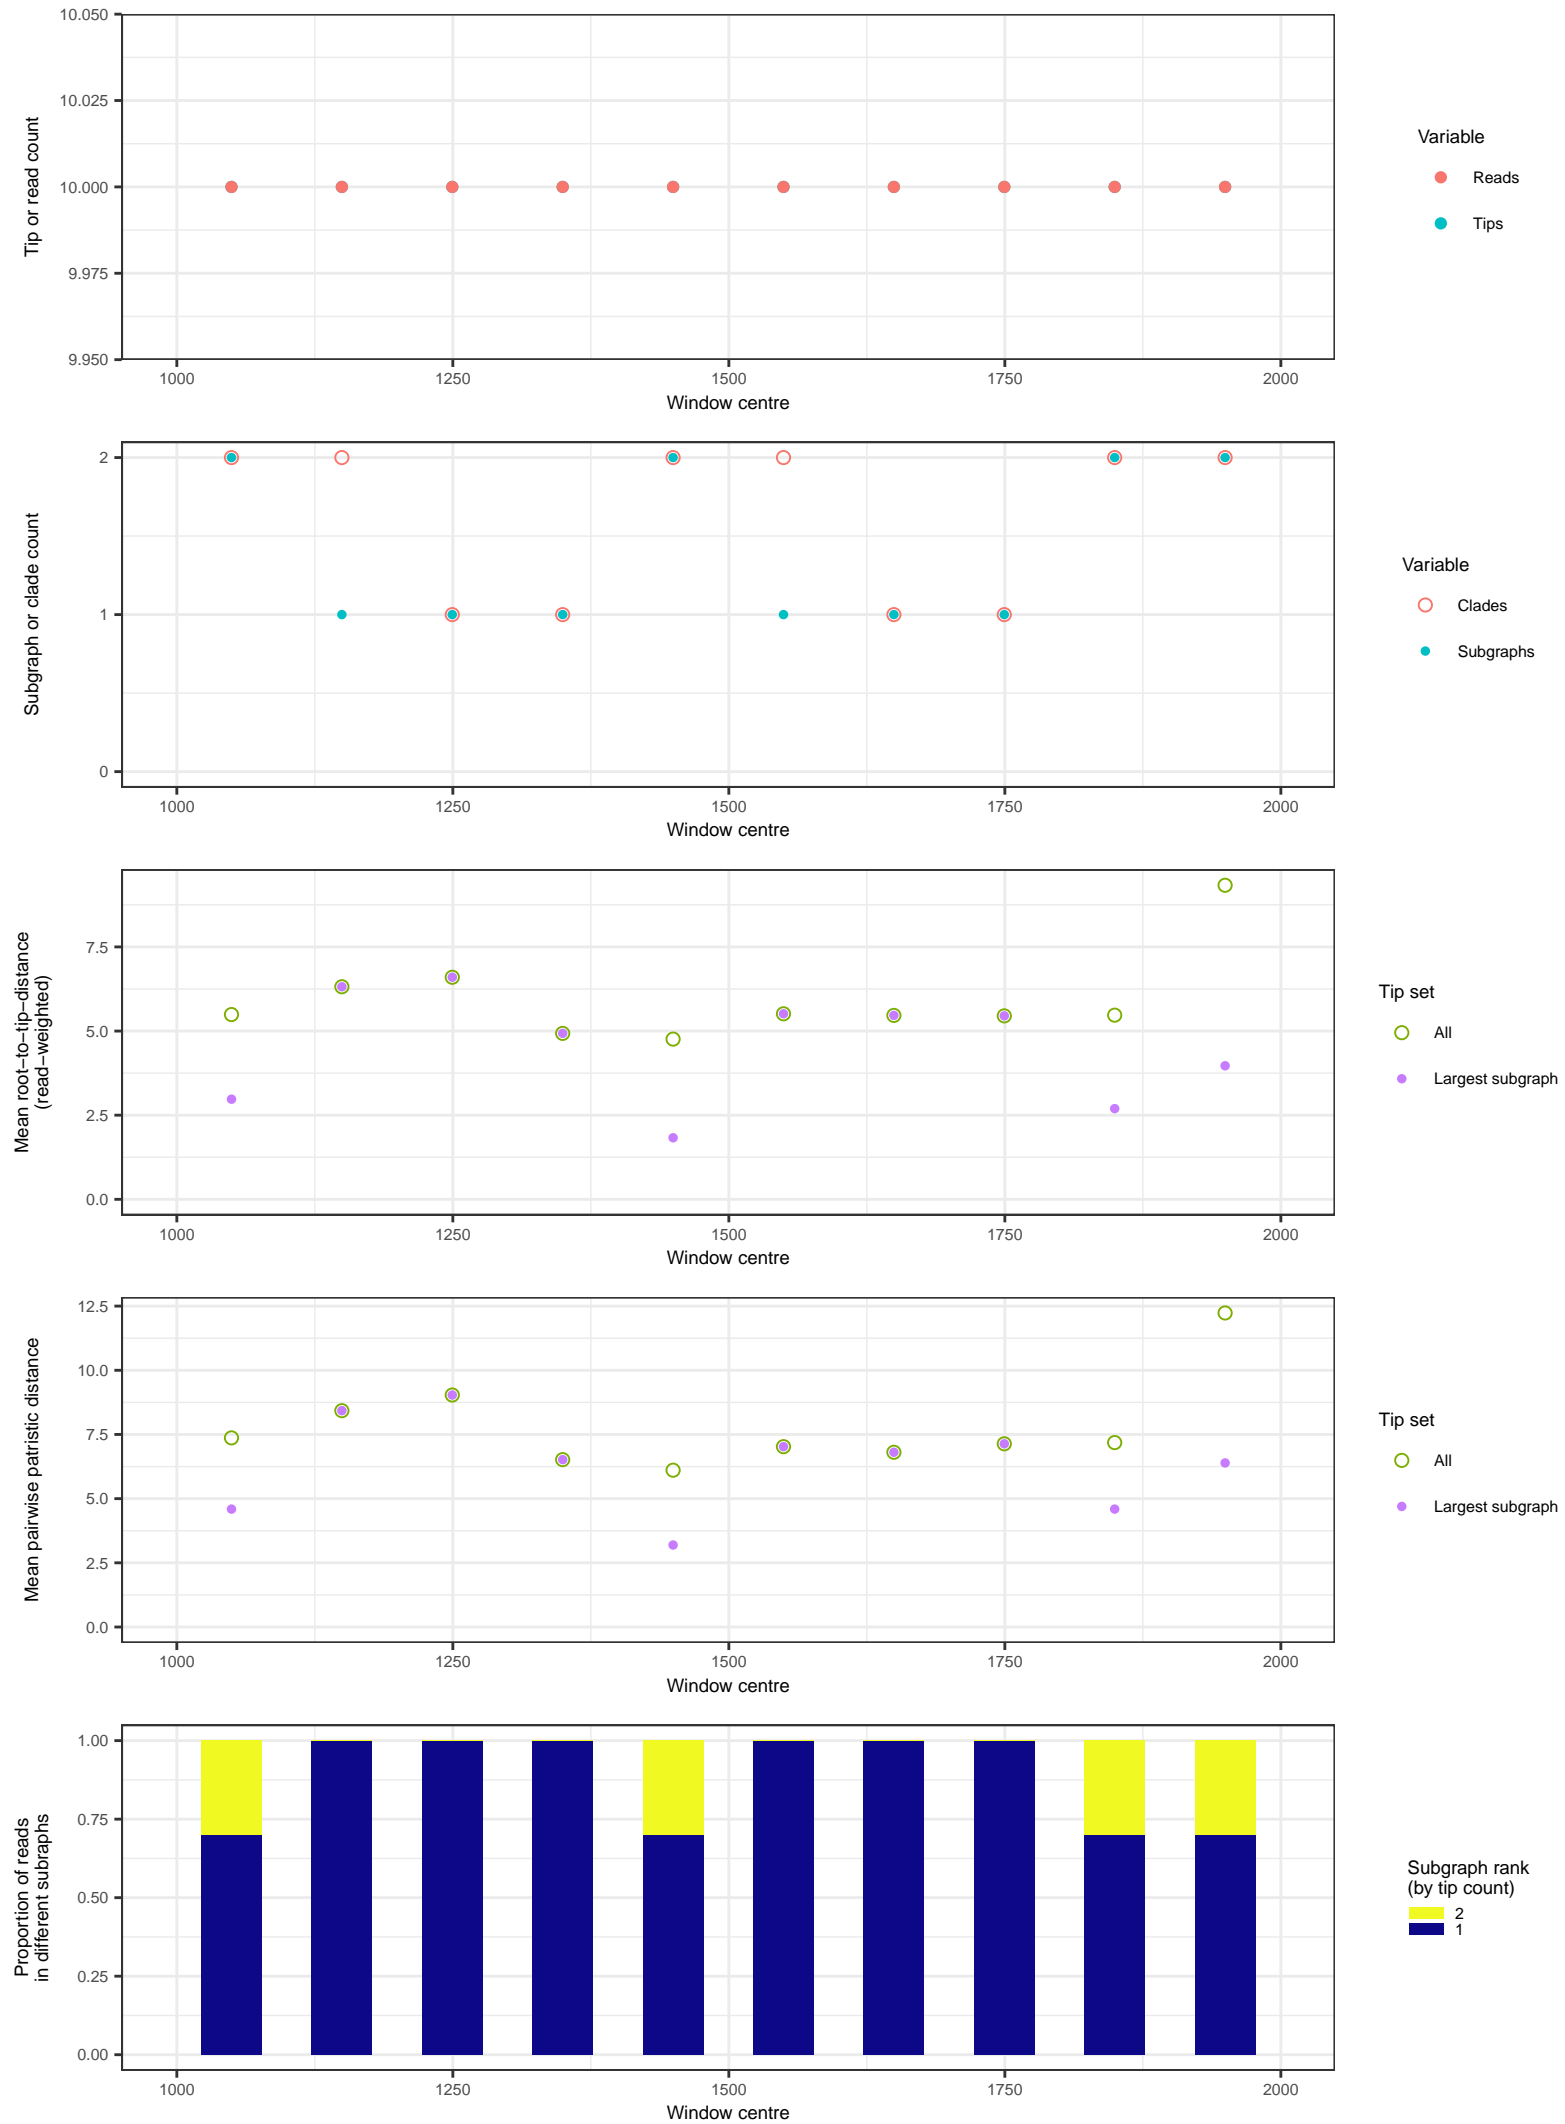 10.050
10.025
10.000
9.975
9.950
Tip or read count
1000 1250 1500 1750 2000
Window centre
Variable
Reads
Tips
2
1
0
Subgraph or clade count
1000 1250 1500 1750 2000
Window centre
Variable
Clades
Subgraphs
7.5
5.0
2.5
0.0
Mean root−to−tip−distance
(read−weighted)
1000 1250 1500 1750 2000
Window centre
Tip set
All
Largest subgraph
12.5
10.0
7.5
5.0
2.5
0.0
Mean pairwise patristic distance
1000 1250 1500 1750 2000
Window centre
Tip set
All
Largest subgraph
1.00
0.75
0.50
0.25
0.00
Proportion of reads
in different subraphs
1000 1250 1500 1750 2000
Window centre
Subgraph rank
(by tip count)
2
1